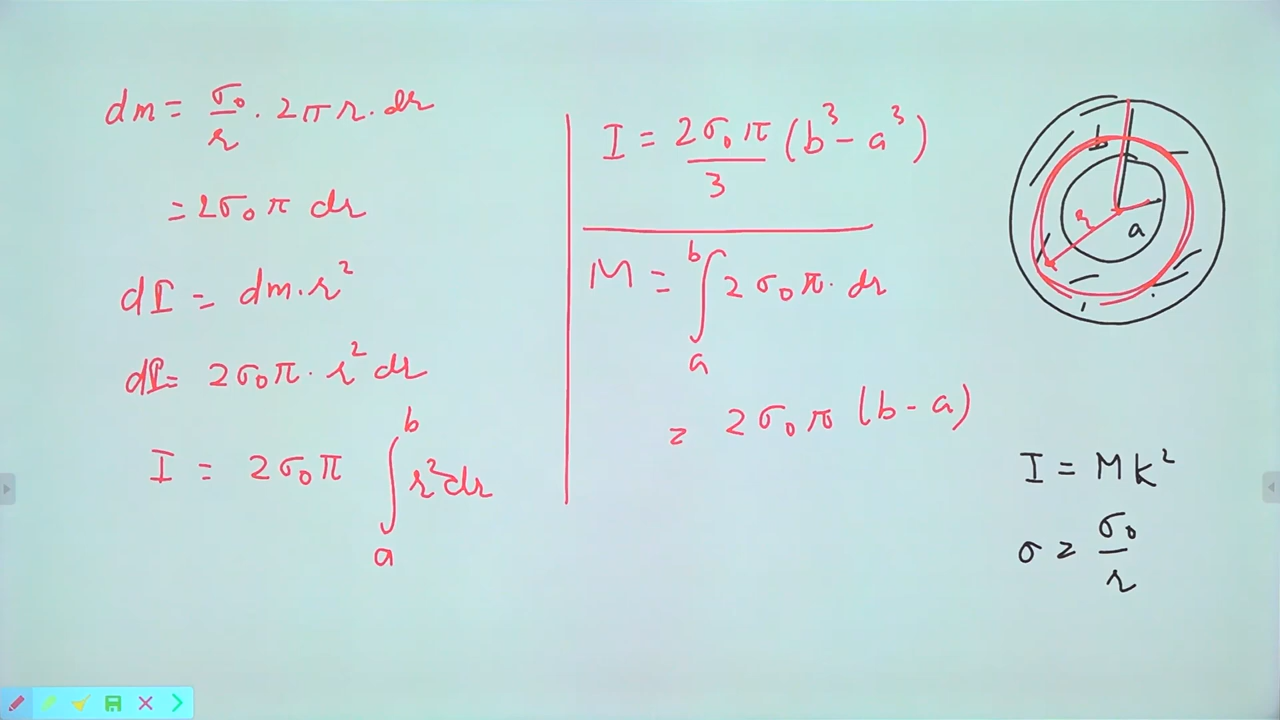 dm = σ₀/r · 2πr · dr
= 2σ₀π dr
dI = dm·r²
dI = 2σ₀π · r² dr
I = 2σ₀π ∫ₐᵇ r² dr
I = 2σ₀π/3 (b³ - a³)
M = ∫ₐᵇ 2σ₀π · dr
= 2σ₀π (b - a)
b
r
a
I = Mk²
σ = σ₀/r